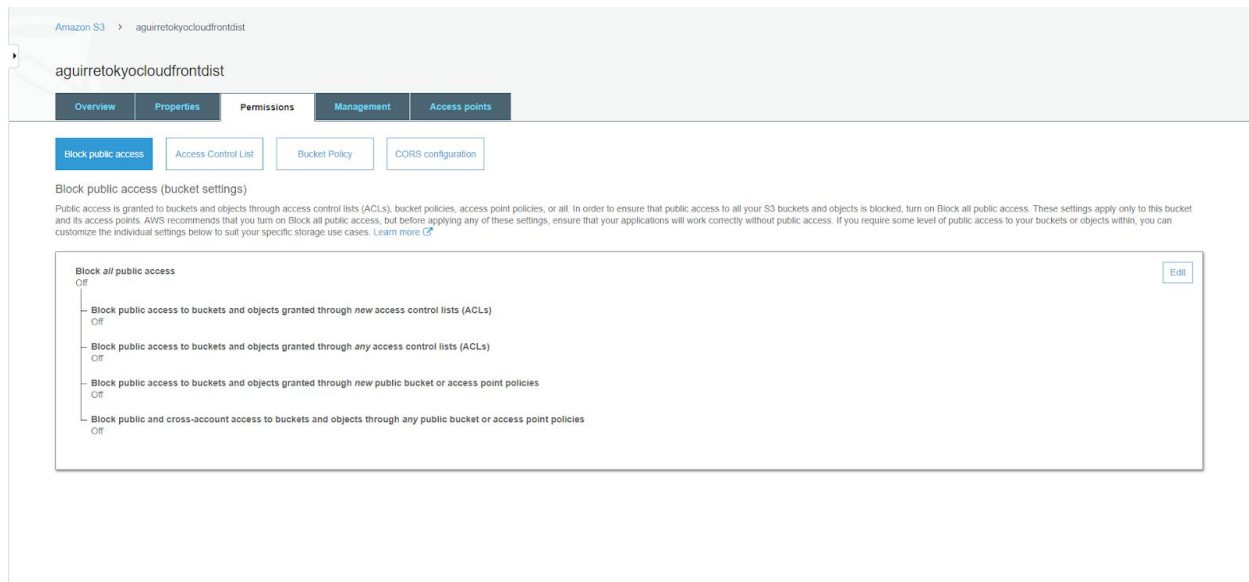 Amazon S3 > aguirretokyocloudfrontdist
aguirretokyocloudfrontdist
Overview Properties Permissions Management Access points
Block public access Access Control List Bucket Policy CORS configuration
Block public access (bucket settings)
Public access is granted to buckets and objects through access control lists (ACLs), bucket policies, access point policies, or all. In order to ensure that public access to all your S3 buckets and objects is blocked, turn on Block all public access. These settings apply only to this bucket
and its access points. AWS recommends that you turn on Block all public access, but before applying any of these settings, ensure that your applications will work correctly without public access. If you require some level of public access to your buckets or objects within, you can
customize the individual settings below to suit your specific storage use cases. Learn more
Block all public access Edit
Off
Block public access to buckets and objects granted through new access control lists (ACLs)
Off
Block public access to buckets and objects granted through any access control lists (ACLs)
Off
Block public access to buckets and objects granted through new public bucket or access point policies
Off
Block public and cross-account access to buckets and objects through any public bucket or access point policies
Off